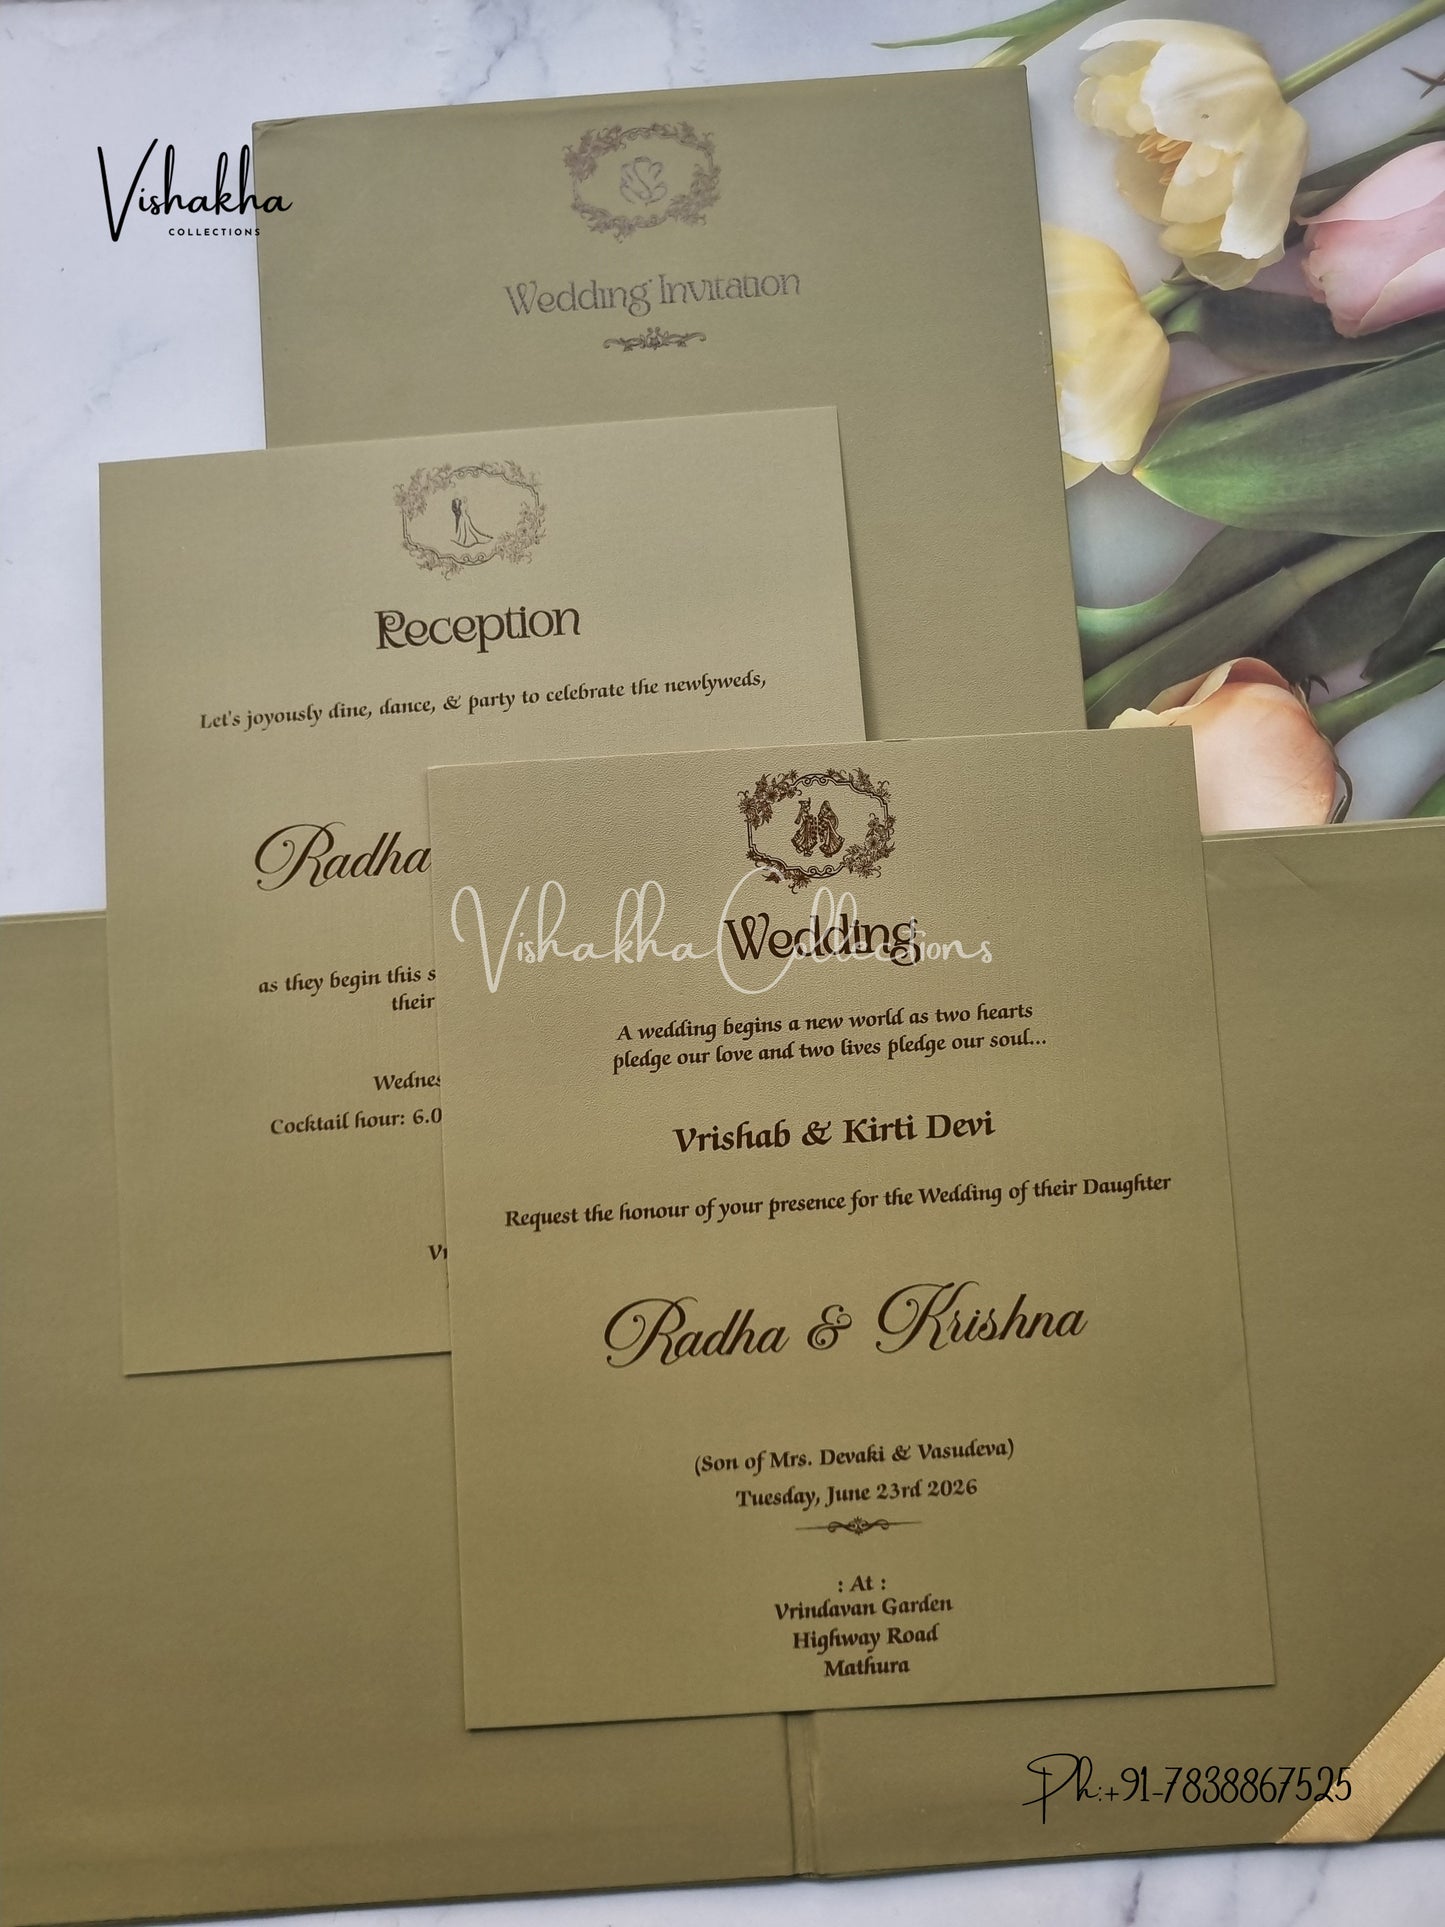 Vishakha
COLLECTIONS
Wedding Invitation
Reception
Let's joyously dine, dance, & party to celebrate the newlyweds,
Radha
as they begin this
their
Cocktail hour: 6.0
Vishakha Collections
Wedding
A wedding begins a new world as two hearts
pledge our love and two lives pledge our soul...
Vrishab & Kirti Devi
Request the honour of your presence for the Wedding of their Daughter
Radha & Krishna
(Son of Mrs. Devaki & Vasudeva)
Tuesday, June 23rd 2026
: At :
Vrindavan Garden
Highway Road
Mathura
Ph:+91-7838867525